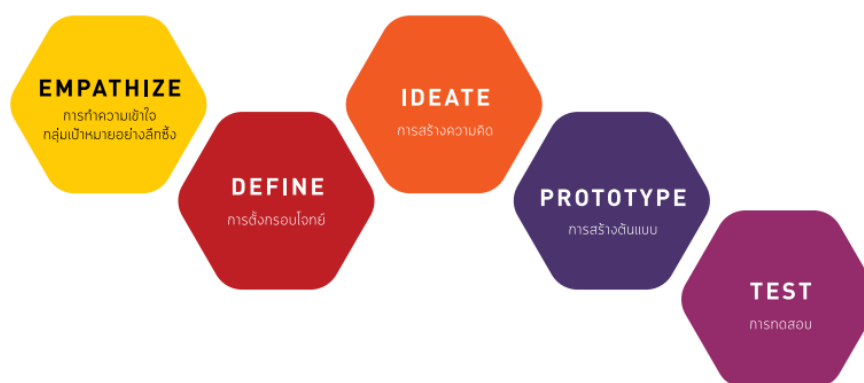 EMPATHIZE
การทำความเข้าใจ
กลุ่มเป้าหมายอย่างลึกซึ้ง
DEFINE
การตั้งกรอบโจทย์
IDEATE
การสร้างความคิด
PROTOTYPE
การสร้างต้นแบบ
TEST
การทดสอบ